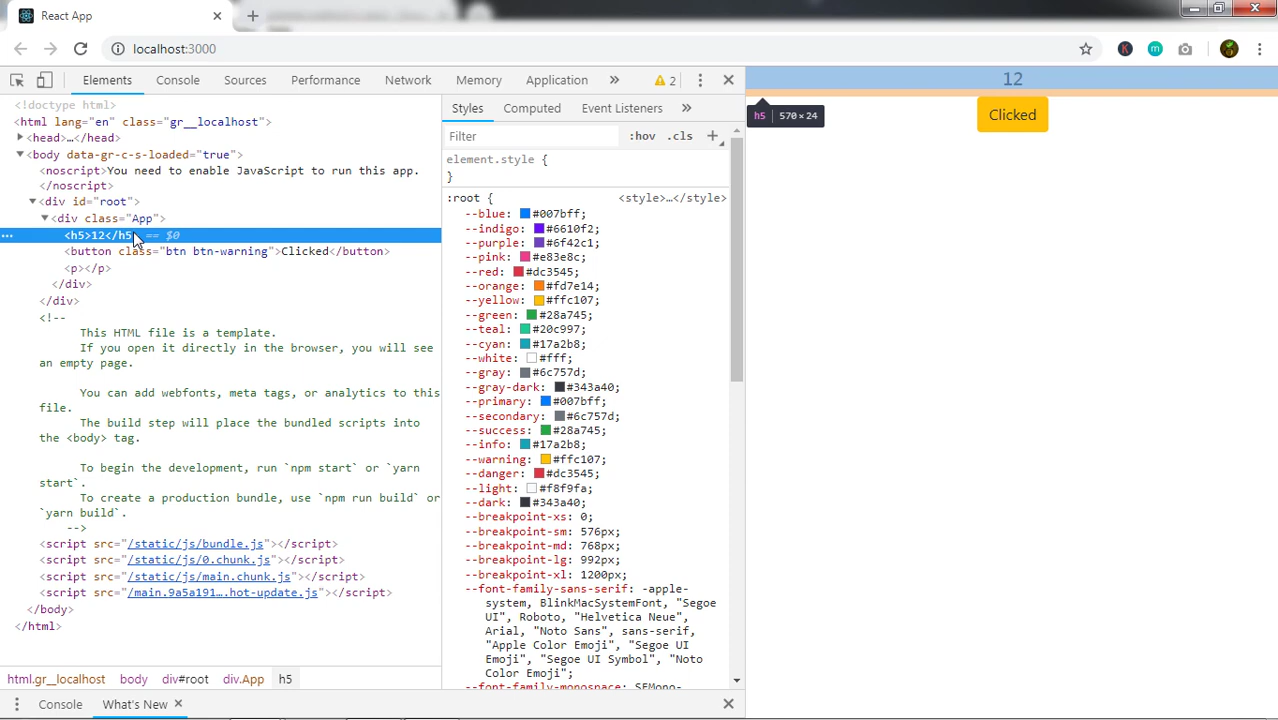 React App
localhost:3000
Elements Console Sources Performance Network Memory Application » 2
<!doctype html>
<html lang="en" class="gr__localhost">
<head>…</head>
<body data-gr-c-s-loaded="true">
<noscript>You need to enable JavaScript to run this app.
</noscript>
<div id="root">
<div class="App">
<h5>12</h5 == $0
<button class="btn btn-warning">Clicked</button>
<p></p>
</div>
</div>
<!--
This HTML file is a template.
If you open it directly in the browser, you will see
an empty page.
You can add webfonts, meta tags, or analytics to this
file.
The build step will place the bundled scripts into
the <body> tag.
To begin the development, run `npm start` or `yarn
start`.
To create a production bundle, use `npm run build` or
`yarn build`.
-->
<script src="/static/js/bundle.js"></script>
<script src="/static/js/0.chunk.js"></script>
<script src="/static/js/main.chunk.js"></script>
<script src="/main.9a5a191….hot-update.js"></script>
</body>
</html>
html.gr__localhost body div#root div.App h5
Console What's New
Styles Computed Event Listeners »
Filter :hov .cls +
element.style {
}
:root { <style>…</style>
--blue: #007bff;
--indigo: #6610f2;
--purple: #6f42c1;
--pink: #e83e8c;
--red: #dc3545;
--orange: #fd7e14;
--yellow: #ffc107;
--green: #28a745;
--teal: #20c997;
--cyan: #17a2b8;
--white: #fff;
--gray: #6c757d;
--gray-dark: #343a40;
--primary: #007bff;
--secondary: #6c757d;
--success: #28a745;
--info: #17a2b8;
--warning: #ffc107;
--danger: #dc3545;
--light: #f8f9fa;
--dark: #343a40;
--breakpoint-xs: 0;
--breakpoint-sm: 576px;
--breakpoint-md: 768px;
--breakpoint-lg: 992px;
--breakpoint-xl: 1200px;
--font-family-sans-serif: -apple-
system, BlinkMacSystemFont, "Segoe
UI", Roboto, "Helvetica Neue",
Arial, "Noto Sans", sans-serif,
"Apple Color Emoji", "Segoe UI
Emoji", "Segoe UI Symbol", "Noto
Color Emoji";
--font-family-monospace: SFMono-
12
h5 570×24
Clicked